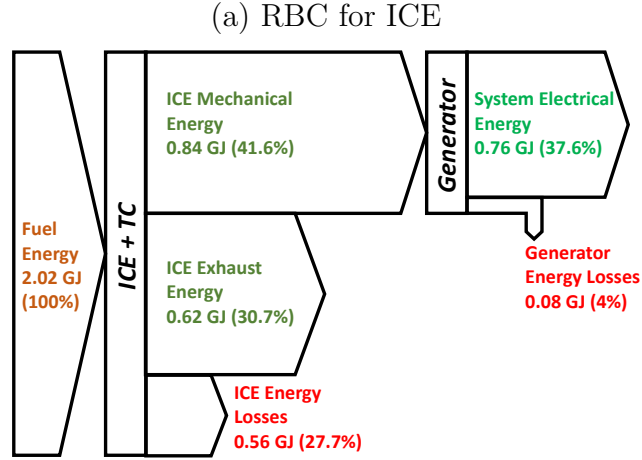 (a) RBC for ICE
Fuel
Energy
2.02 GJ
(100%)
ICE + TC
ICE Mechanical
Energy
0.84 GJ (41.6%)
ICE Exhaust
Energy
0.62 GJ (30.7%)
ICE Energy
Losses
0.56 GJ (27.7%)
Generator
System Electrical
Energy
0.76 GJ (37.6%)
Generator
Energy Losses
0.08 GJ (4%)